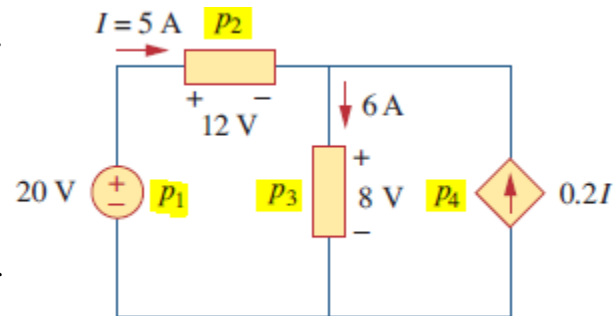 I = 5 A
p2
+ −
12 V
6 A
20 V
+
−
p1
p3
+
8 V
−
p4
0.2I